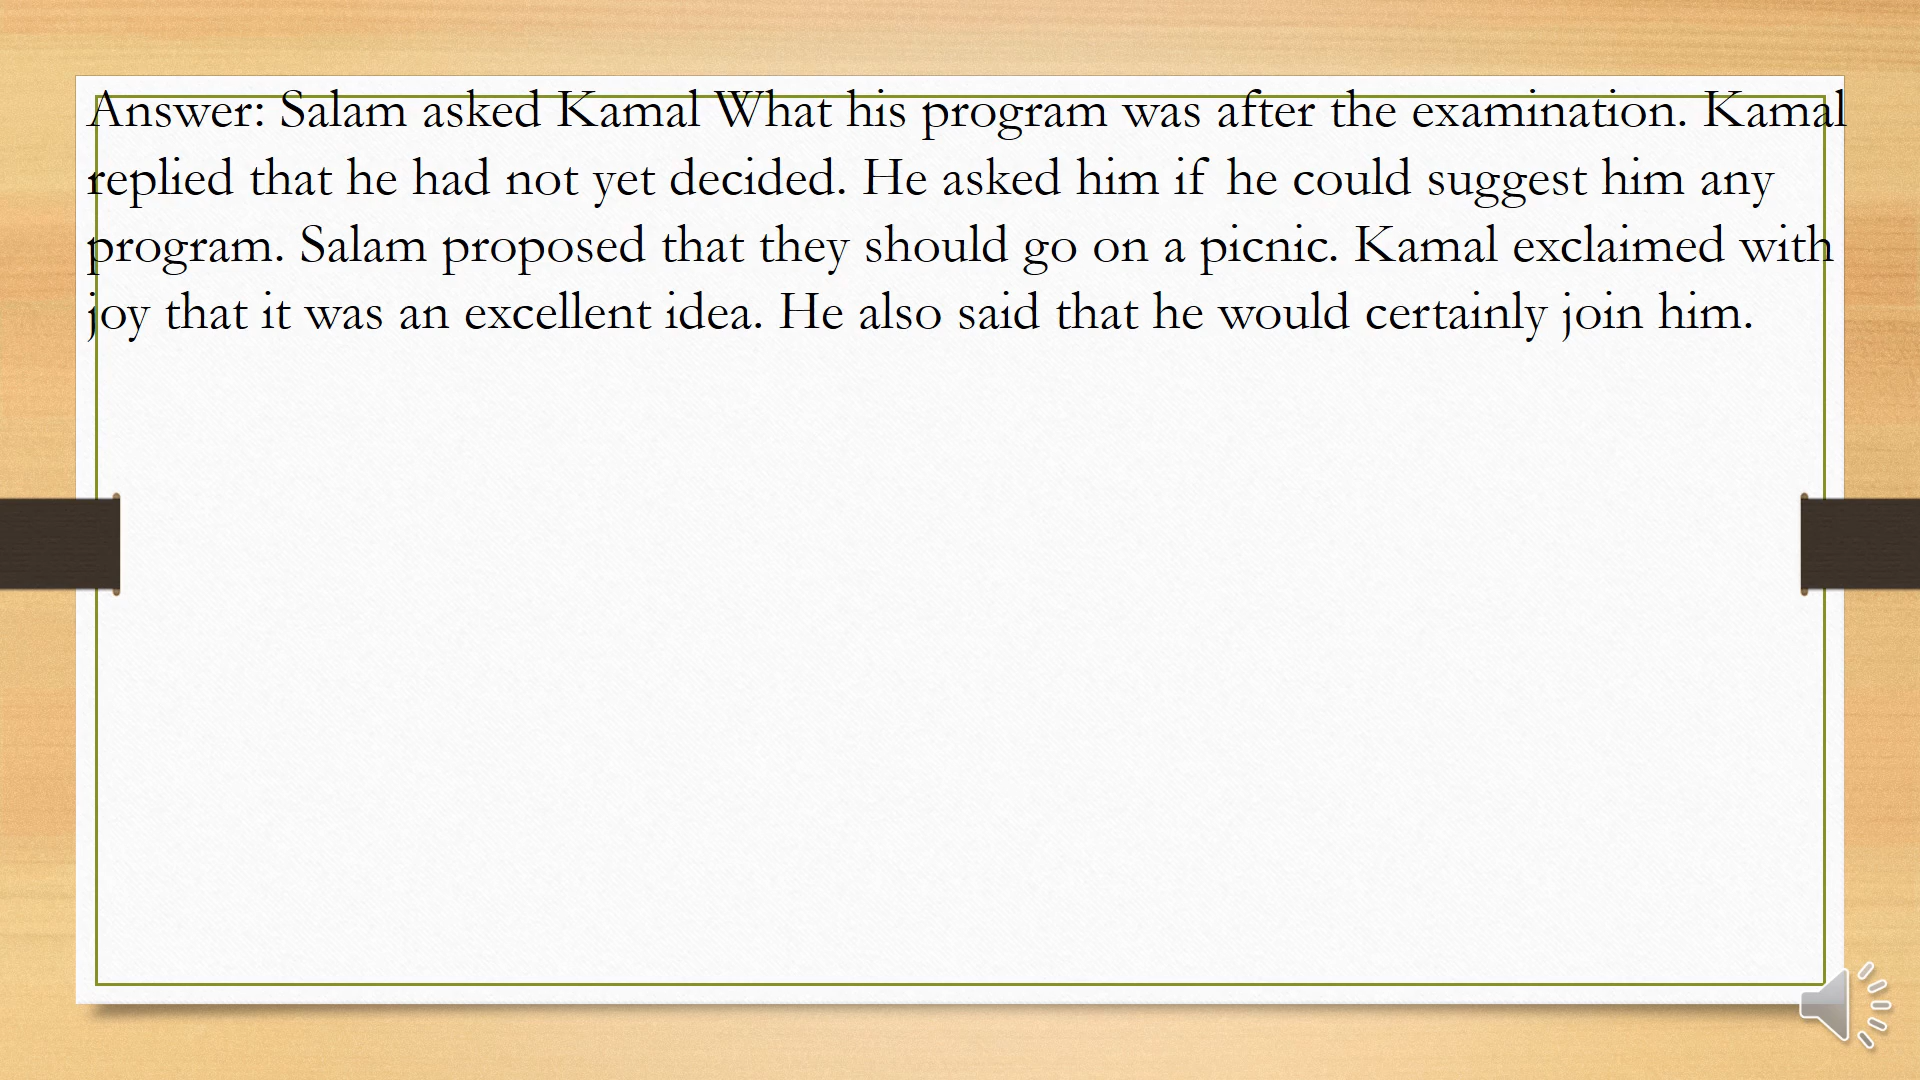 Answer: Salam asked Kamal What his program was after the examination. Kamal
replied that he had not yet decided. He asked him if he could suggest him any
program. Salam proposed that they should go on a picnic. Kamal exclaimed with
joy that it was an excellent idea. He also said that he would certainly join him.